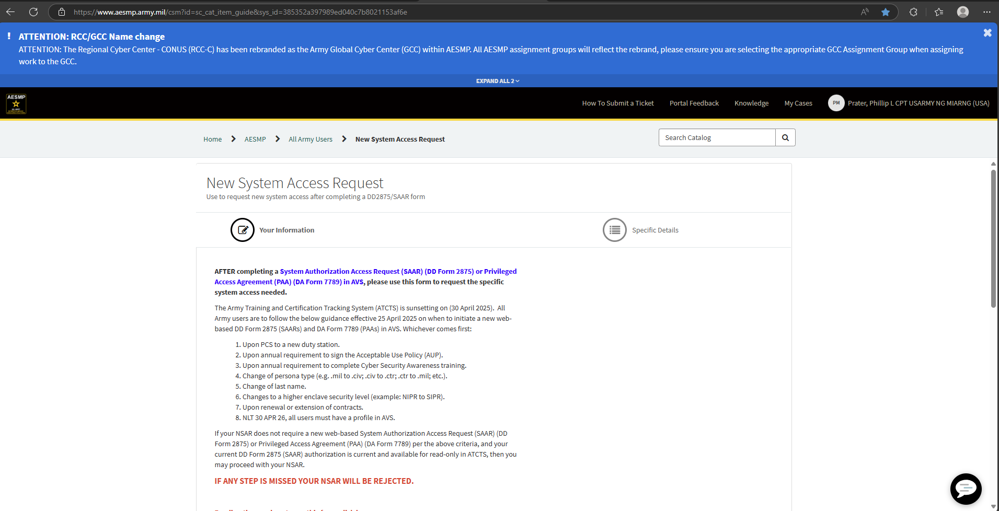 https://www.aesmp.army.mil/csm?id=sc_cat_item_guide&sys_id=385352a397989ed040c7b8021153af6e
! ATTENTION: RCC/GCC Name change
ATTENTION: The Regional Cyber Center - CONUS (RCC-C) has been rebranded as the Army Global Cyber Center (GCC) within AESMP. All AESMP assignment groups will reflect the rebrand, please ensure you are selecting the appropriate GCC Assignment Group when assigning
work to the GCC.
EXPAND ALL 2
AESMP
How To Submit a Ticket Portal Feedback Knowledge My Cases PM Prater, Phillip L CPT USARMY NG MIARNG (USA)
Home AESMP All Army Users New System Access Request Search Catalog
New System Access Request
Use to request new system access after completing a DD2875/SAAR form
Your Information Specific Details
AFTER completing a System Authorization Access Request (SAAR) (DD Form 2875) or Privileged
Access Agreement (PAA) (DA Form 7789) in AVS, please use this form to request the specific
system access needed.
The Army Training and Certification Tracking System (ATCTS) is sunsetting on (30 April 2025). All
Army users are to follow the below guidance effective 25 April 2025 on when to initiate a new web-
based DD Form 2875 (SAARs) and DA Form 7789 (PAAs) in AVS. Whichever comes first:
1. Upon PCS to a new duty station.
2. Upon annual requirement to sign the Acceptable Use Policy (AUP).
3. Upon annual requirement to complete Cyber Security Awareness training.
4. Change of persona type (e.g. .mil to .civ; .civ to .ctr; .ctr to .mil; etc.).
5. Change of last name.
6. Changes to a higher enclave security level (example: NIPR to SIPR).
7. Upon renewal or extension of contracts.
8. NLT 30 APR 26, all users must have a profile in AVS.
If your NSAR does not require a new web-based System Authorization Access Request (SAAR) (DD
Form 2875) or Privileged Access Agreement (PAA) (DA Form 7789) per the above criteria, and your
current DD Form 2875 (SAAR) authorization is current and available for read-only in ATCTS, then you
may proceed with your NSAR.
IF ANY STEP IS MISSED YOUR NSAR WILL BE REJECTED.